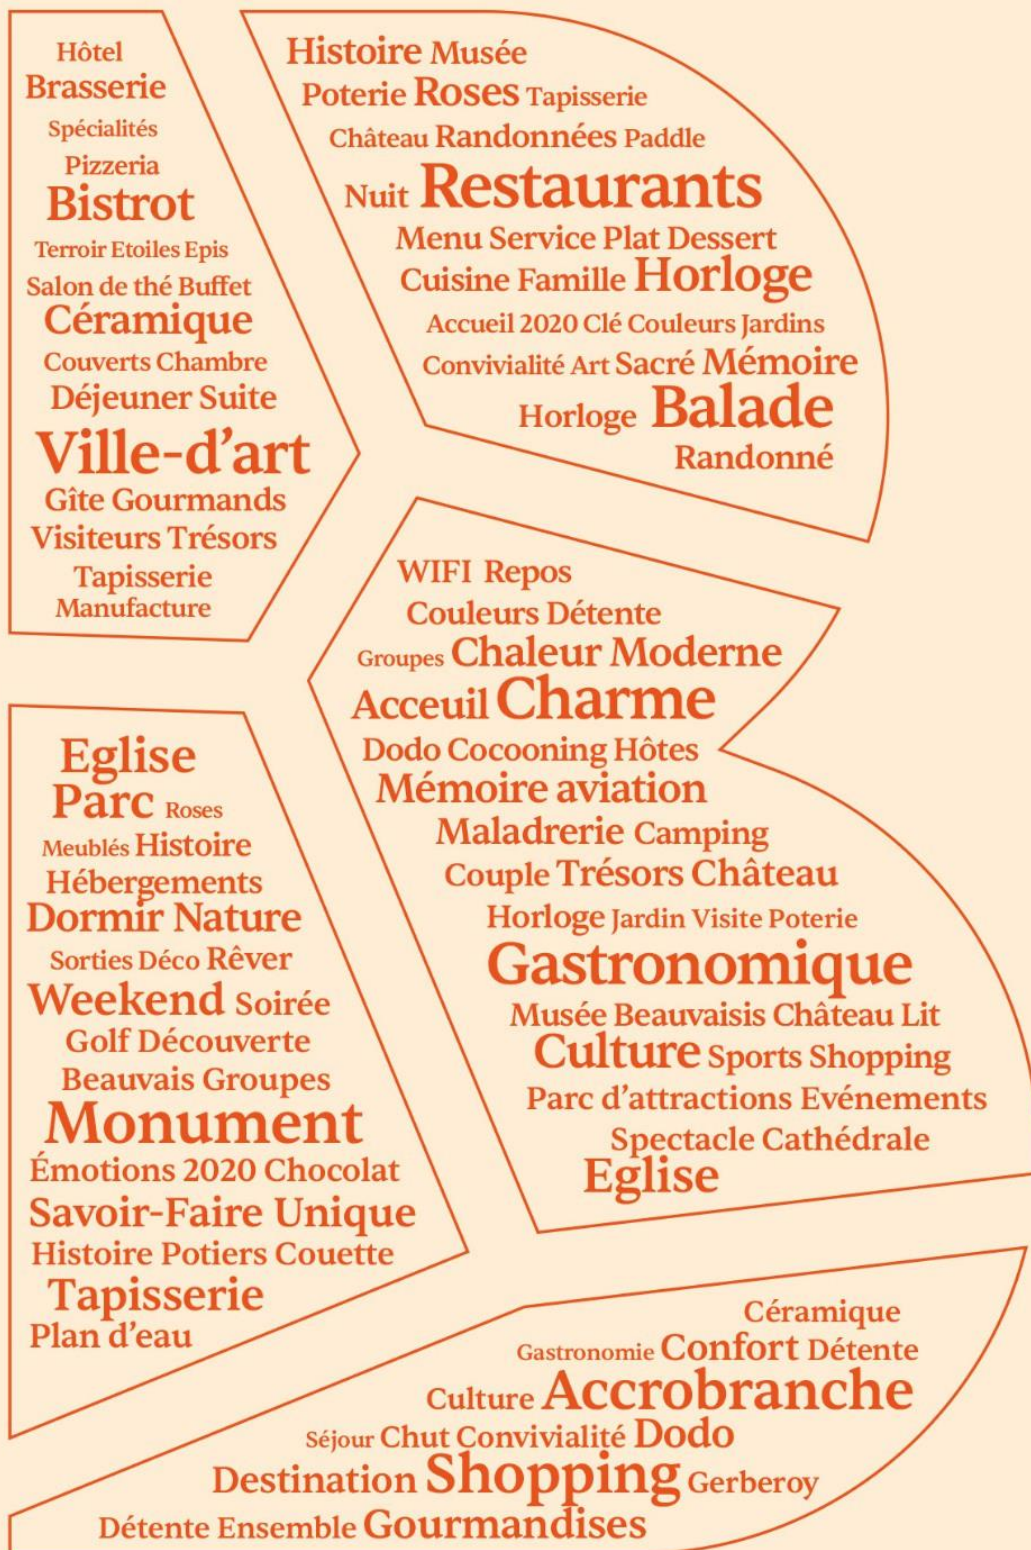 Hôtel
Brasserie
Spécialités
Pizzeria
Bistrot
Terroir Etoiles Epis
Salon de thé Buffet
Céramique
Couverts Chambre
Déjeuner Suite
Ville-d’art
Gîte Gourmands
Visiteurs Trésors
Tapisserie
Manufacture
Histoire Musée
Poterie Roses Tapisserie
Château Randonnées Paddle
Nuit Restaurants
Menu Service Plat Dessert
Cuisine Famille Horloge
Accueil 2020 Clé Couleurs Jardins
Convivialité Art Sacré Mémoire
Horloge Balade
Randonné
WIFI Repos
Couleurs Détente
Groupes Chaleur Moderne
Acceuil Charme
Dodo Cocooning Hôtes
Mémoire aviation
Maladrerie Camping
Couple Trésors Château
Horloge Jardin Visite Poterie
Gastronomique
Musée Beauvaisis Château Lit
Culture Sports Shopping
Parc d’attractions Evénements
Spectacle Cathédrale
Eglise
Eglise
Parc Roses
Meublés Histoire
Hébergements
Dormir Nature
Sorties Déco Rêver
Weekend Soirée
Golf Découverte
Beauvais Groupes
Monument
Émotions 2020 Chocolat
Savoir-Faire Unique
Histoire Potiers Couette
Tapisserie
Plan d’eau
Céramique
Gastronomie Confort Détente
Culture Accrobranche
Séjour Chut Convivialité Dodo
Destination Shopping Gerberoy
Détente Ensemble Gourmandises